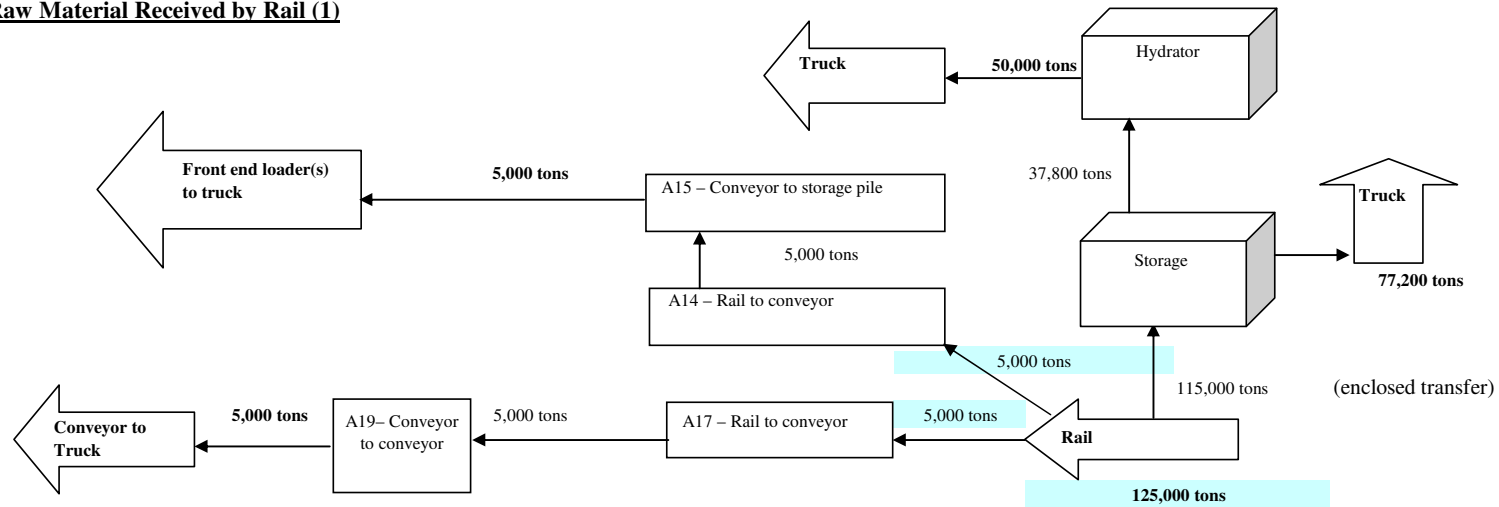 Raw Material Received by Rail (1)
Hydrator
Truck
50,000 tons
Front end loader(s)
to truck
5,000 tons
A15 – Conveyor to storage pile
37,800 tons
Truck
5,000 tons
Storage
77,200 tons
A14 – Rail to conveyor
5,000 tons
115,000 tons
(enclosed transfer)
Conveyor to
Truck
5,000 tons
A19– Conveyor
to conveyor
5,000 tons
A17 – Rail to conveyor
5,000 tons
Rail
125,000 tons